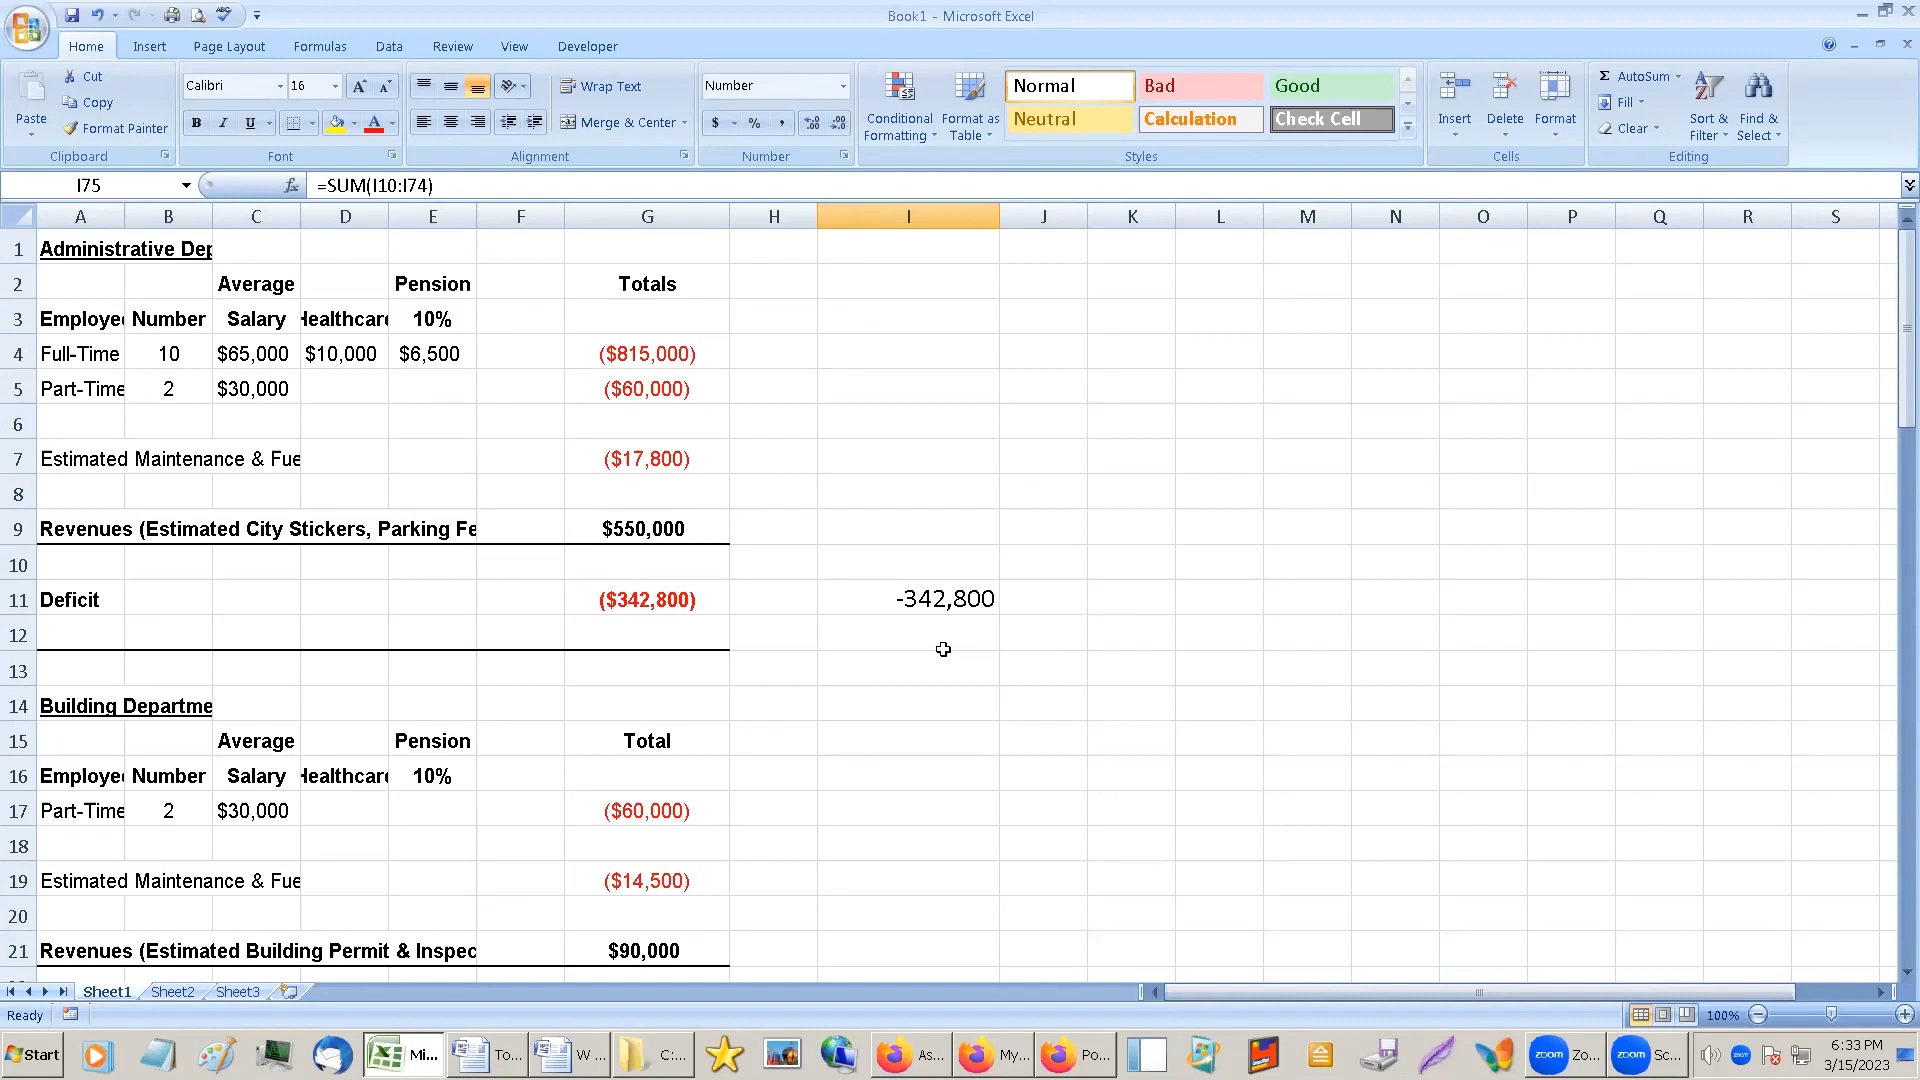 Book1 - Microsoft Excel
Home Insert Page Layout Formulas Data Review View Developer
Paste Cut Copy Format Painter Clipboard
Calibri 16 B I U Font
Wrap Text Merge & Center Alignment
Number $ % , Number
Conditional Formatting Format as Table Normal Bad Good Neutral Calculation Check Cell Styles
Insert Delete Format Cells
Σ AutoSum Fill Clear Sort & Filter Find & Select Editing
I75 fx =SUM(I10:I74)
A B C D E F G H I J K L M N O P Q R S
1 Administrative Dep
2 Average Pension Totals
3 Employe Number Salary Healthcare 10%
4 Full-Time 10 $65,000 $10,000 $6,500 ($815,000)
5 Part-Time 2 $30,000 ($60,000)
6
7 Estimated Maintenance & Fue ($17,800)
8
9 Revenues (Estimated City Stickers, Parking Fe $550,000
10
11 Deficit ($342,800) -342,800
12
13
14 Building Departme
15 Average Pension Total
16 Employe Number Salary Healthcare 10%
17 Part-Time 2 $30,000 ($60,000)
18
19 Estimated Maintenance & Fue ($14,500)
20
21 Revenues (Estimated Building Permit & Inspec $90,000
Sheet1 Sheet2 Sheet3
Ready 100%
Start Mi... To... W ... C:... As... My... Po... zoom Zo... zoom Sc... zoom 6:33 PM
3/15/2023